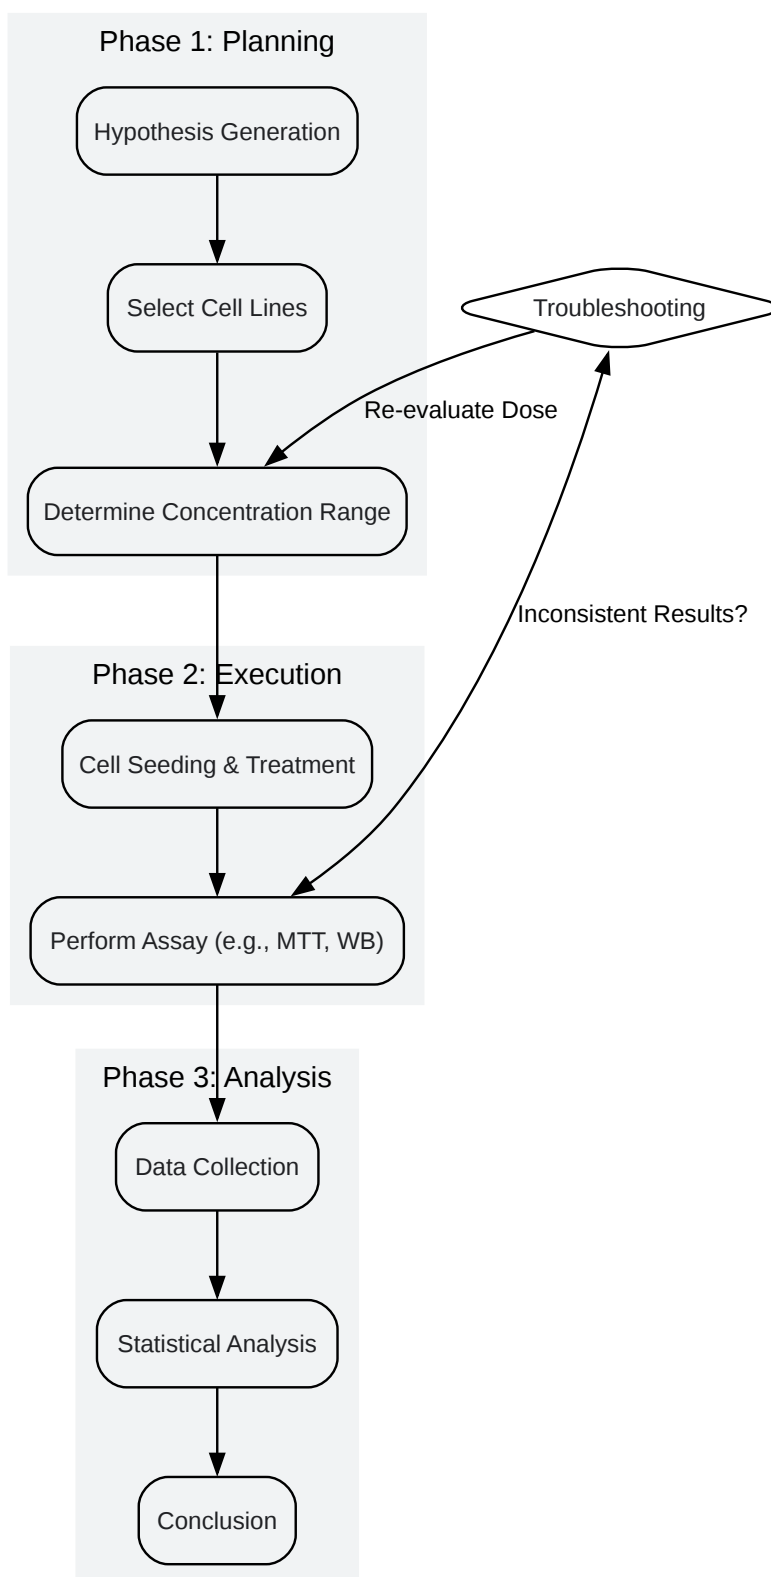 Phase 1: Planning
Hypothesis Generation
Select Cell Lines
Troubleshooting
Re-evaluate Dose
Determine Concentration Range
Inconsistent Results?
Phase 2: Execution
Cell Seeding & Treatment
Perform Assay (e.g., MTT, WB)
Phase 3: Analysis
Data Collection
Statistical Analysis
Conclusion